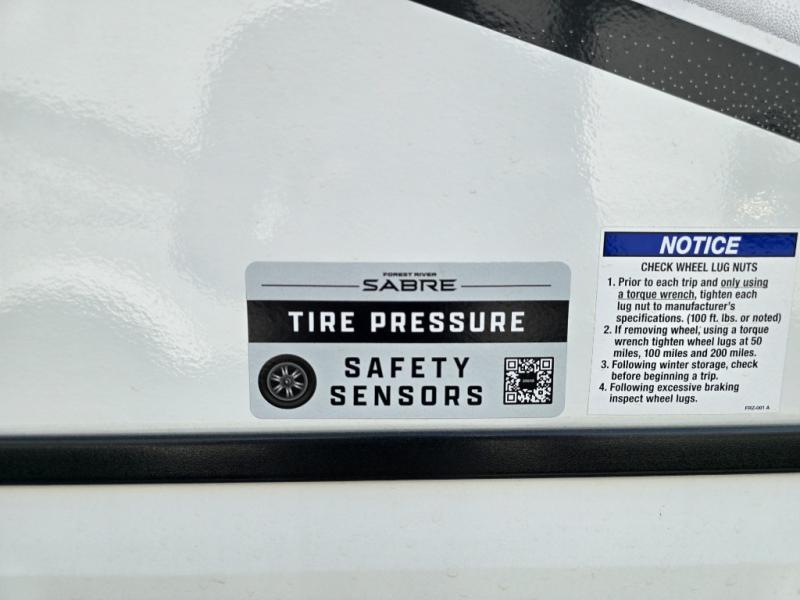 FOREST RIVER
SABRE
TIRE PRESSURE
SAFETY
SENSORS
NOTICE
CHECK WHEEL LUG NUTS
1. Prior to each trip and only using
a torque wrench, tighten each
lug nut to manufacturer's
specifications. (100 ft. lbs. or noted)
2. If removing wheel, using a torque
wrench tighten wheel lugs at 50
miles, 100 miles and 200 miles.
3. Following winter storage, check
before beginning a trip.
4. Following excessive braking
inspect wheel lugs.
FRZ-001 A